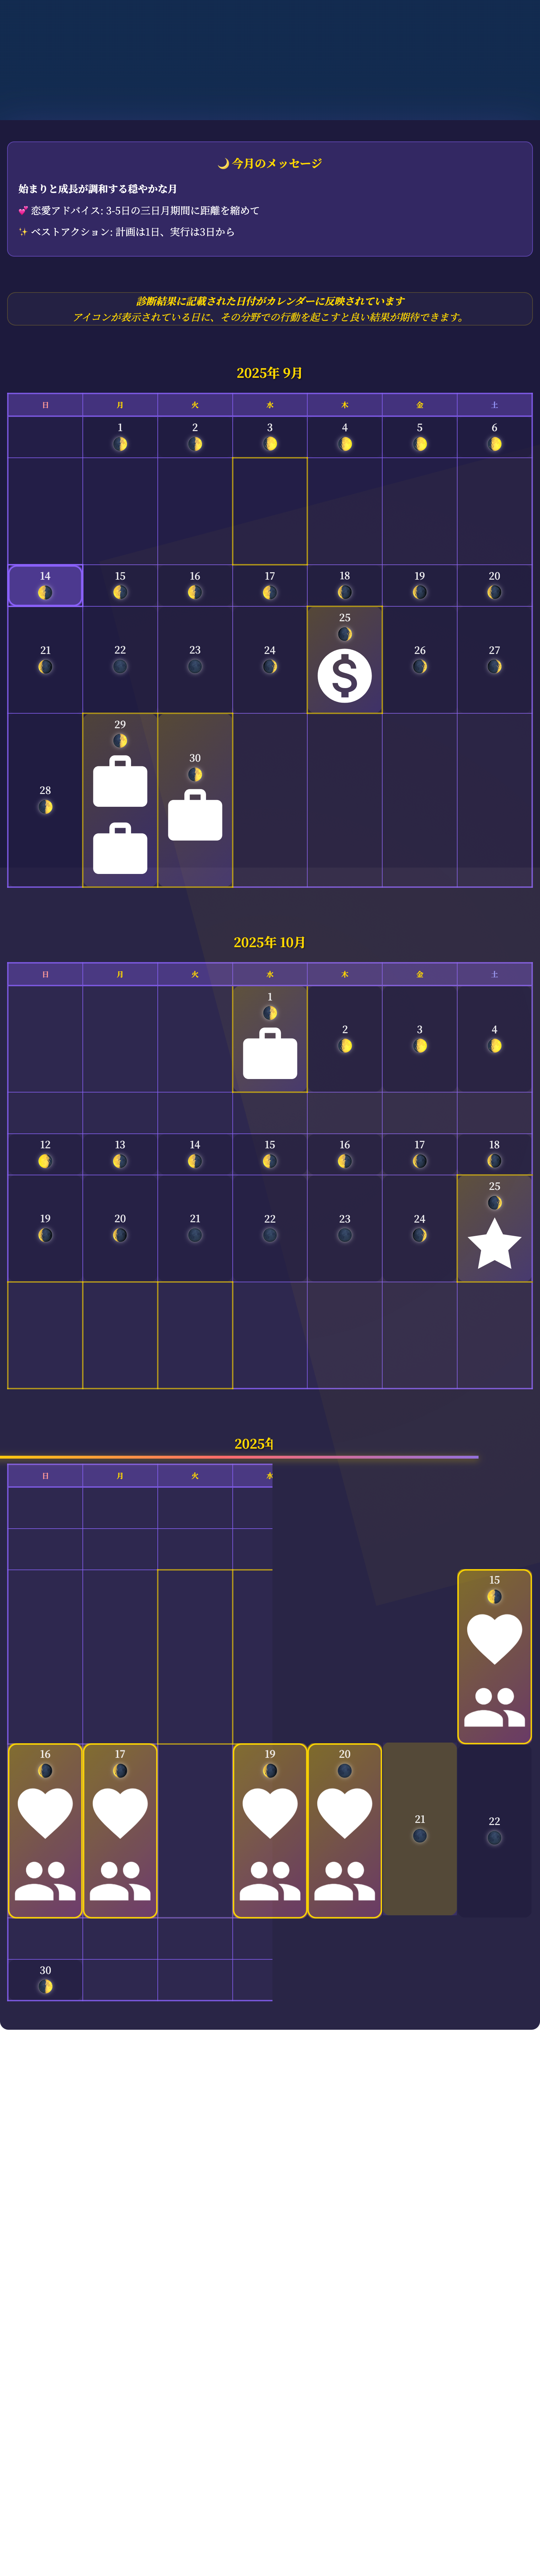 🌙 今月のメッセージ
始まりと成長が調和する穏やかな月
💕 恋愛アドバイス: 3-5日の三日月期間に距離を縮めて
✨ ベストアクション: 計画は1日、実行は3日から
診断結果に記載された日付がカレンダーに反映されています
アイコンが表示されている日に、その分野での行動を起こすと良い結果が期待できます。
2025年 9月
日 月 火 水 木 金 土
1 2 3 4 5 6
14 15 16 17 18 19 20
21 22 23 24 25 26 27
28 29 30
2025年 10月
日 月 火 水 木 金 土
1 2 3 4
12 13 14 15 16 17 18
19 20 21 22 23 24 25
2025年
日 月 火 水
15
16 17 19 20 21 22
30